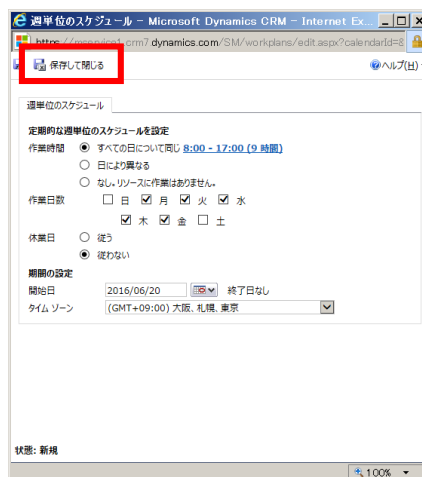 週単位のスケジュール - Microsoft Dynamics CRM - Internet Ex...
https://mservice1.crm7.dynamics.com/SM/workplans/edit.aspx?calendarId=8
保存して閉じる
ヘルプ(H)
週単位のスケジュール
定期的な週単位のスケジュールを設定
作業時間 すべての日について同じ 8:00 - 17:00 (9 時間)
日により異なる
なし。リソースに作業はありません。
作業日数 日 月 火 水
木 金 土
休業日 従う
従わない
期間の設定
開始日 2016/06/20 終了日なし
タイム ゾーン (GMT+09:00) 大阪、札幌、東京
状態: 新規
100%